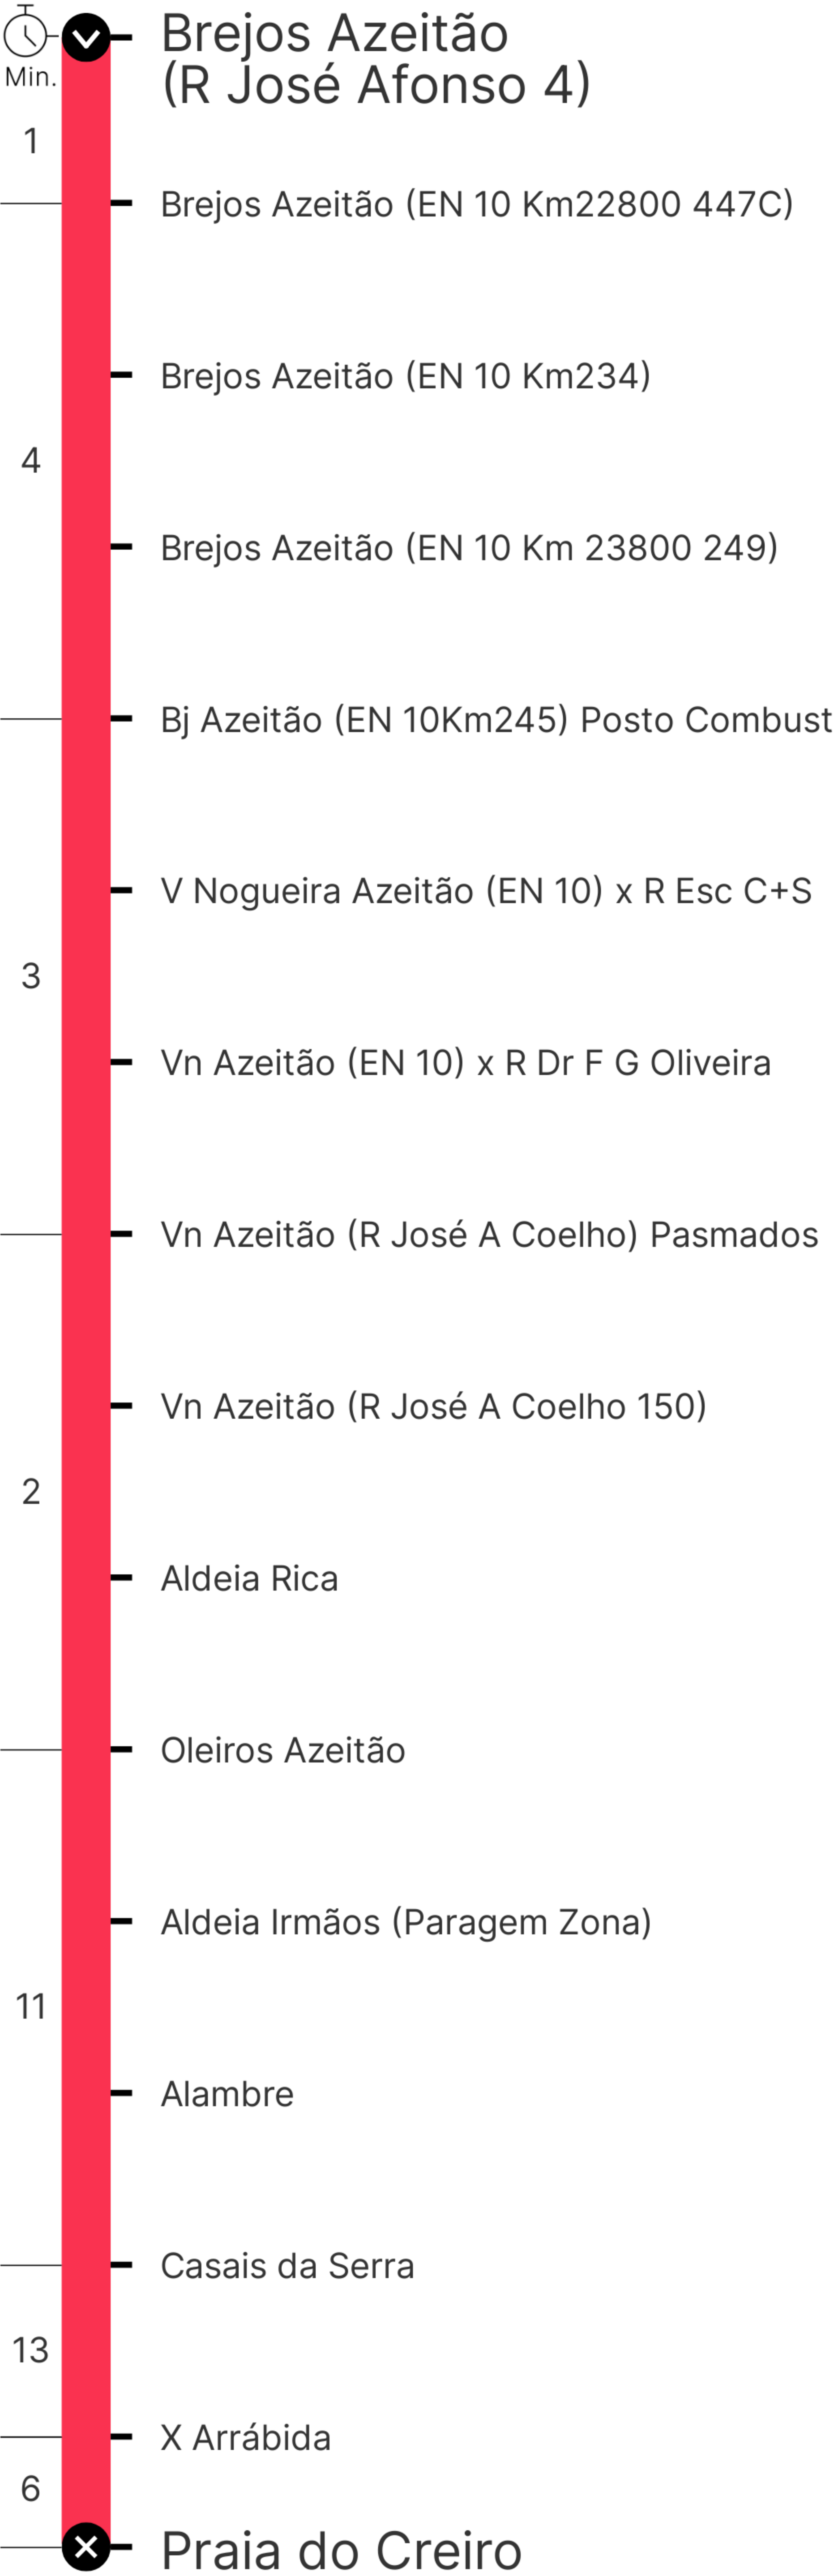 Brejos Azeitão
(R José Afonso 4)
Min.
1
Brejos Azeitão (EN 10 Km22800 447C)
Brejos Azeitão (EN 10 Km234)
4
Brejos Azeitão (EN 10 Km 23800 249)
Bj Azeitão (EN 10Km245) Posto Combust
V Nogueira Azeitão (EN 10) x R Esc C+S
3
Vn Azeitão (EN 10) x R Dr F G Oliveira
Vn Azeitão (R José A Coelho) Pasmados
Vn Azeitão (R José A Coelho 150)
2
Aldeia Rica
Oleiros Azeitão
Aldeia Irmãos (Paragem Zona)
11
Alambre
Casais da Serra
13
X Arrábida
6
Praia do Creiro